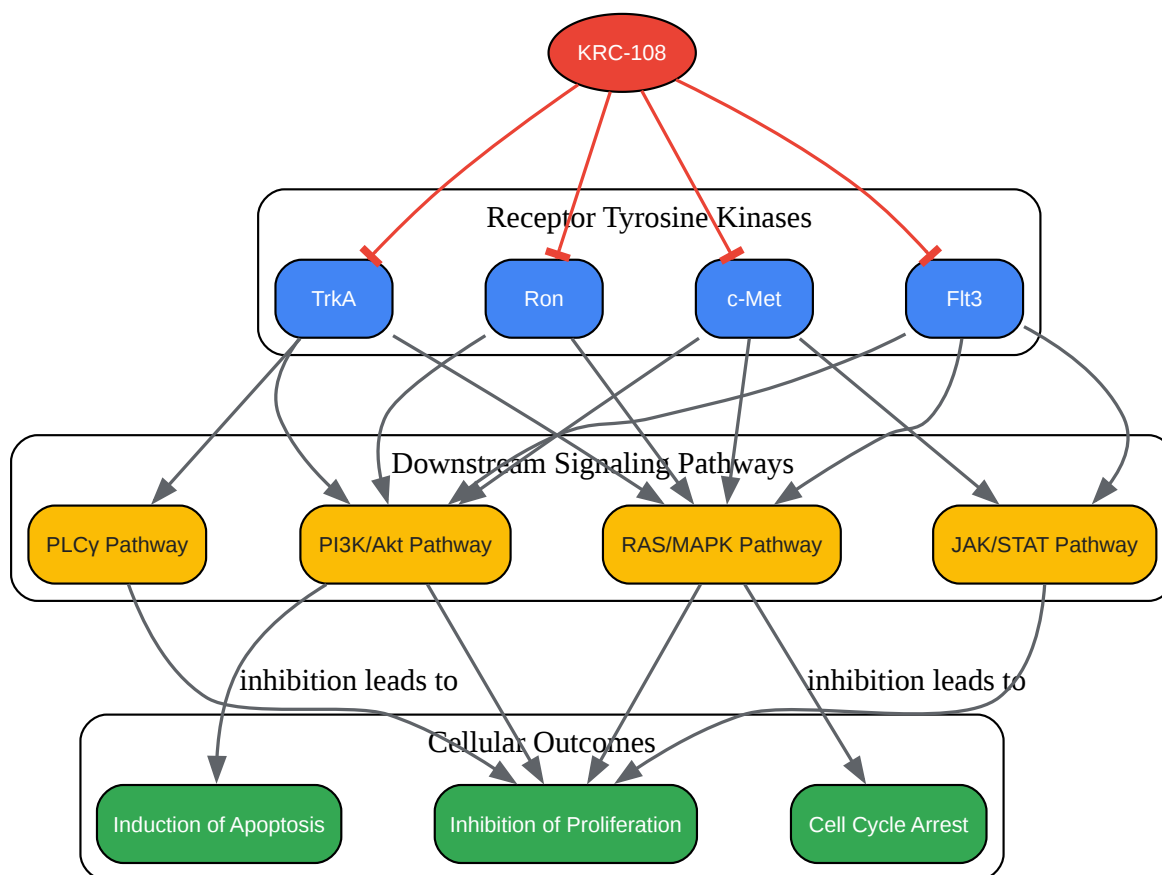 KRC-108
Receptor Tyrosine Kinases
TrkA
Ron
c-Met
Flt3
Downstream Signaling Pathways
PLCγ Pathway
PI3K/Akt Pathway
RAS/MAPK Pathway
JAK/STAT Pathway
inhibition leads to
inhibition leads to
Cellular Outcomes
Induction of Apoptosis
Inhibition of Proliferation
Cell Cycle Arrest